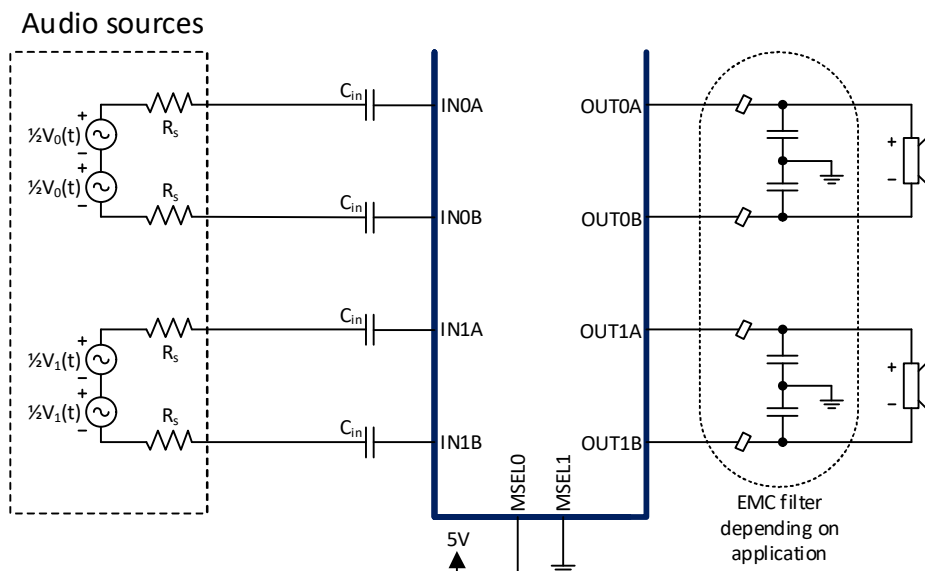 Audio sources
+
½V₀(t)
−
+
½V₀(t)
−
Rₛ
Rₛ
Cᵢₙ
Cᵢₙ
IN0A
IN0B
OUT0A
OUT0B
+
−
+
½V₁(t)
−
+
½V₁(t)
−
Rₛ
Rₛ
Cᵢₙ
Cᵢₙ
IN1A
IN1B
OUT1A
OUT1B
+
−
MSEL0
MSEL1
5V
EMC filter
depending on
application